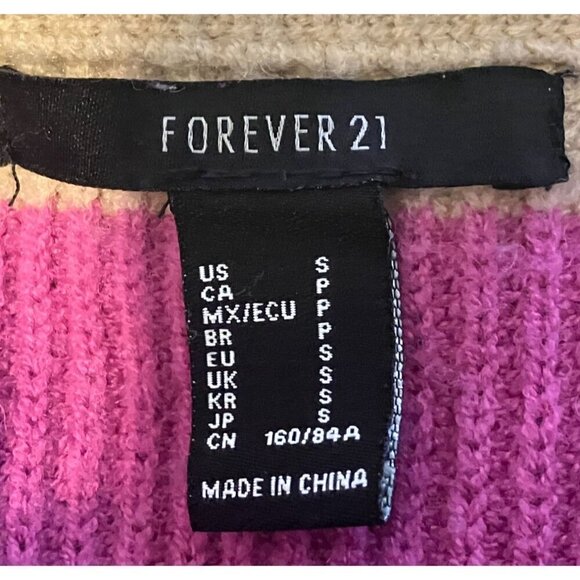 FOREVER 21
US S
CA P
MX/ECU P
BR P
EU S
UK S
KR S
JP S
CN 160/84A
MADE IN CHINA